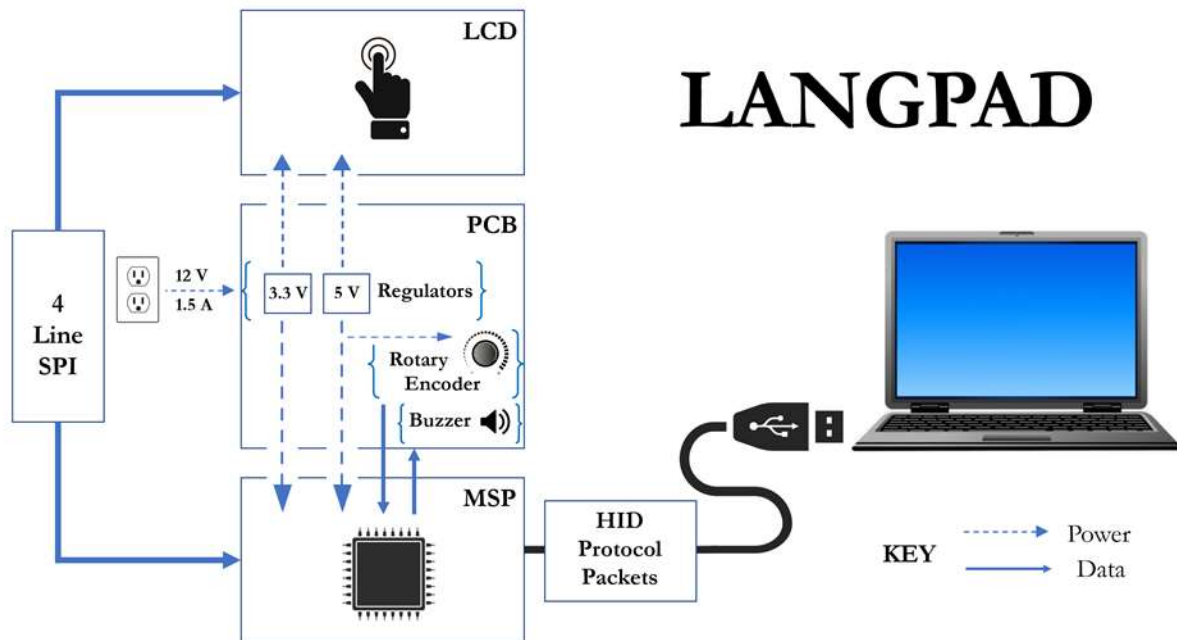 LCD
LANGPAD
PCB
12 V
1.5 A
3.3 V
5 V
Regulators
4
Line
SPI
Rotary
Encoder
Buzzer
MSP
HID
Protocol
Packets
KEY
Power
Data